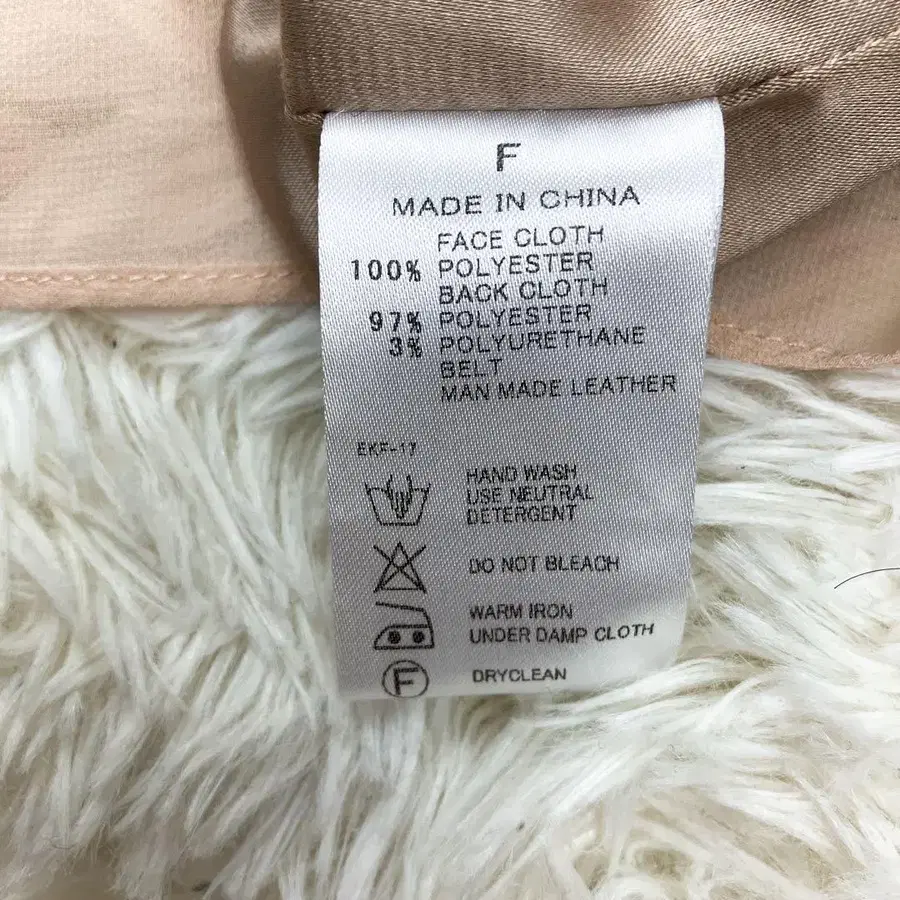 F
MADE IN CHINA
FACE CLOTH
100% POLYESTER
BACK CLOTH
97% POLYESTER
3% POLYURETHANE
BELT
MAN MADE LEATHER
EKF-17
HAND WASH
USE NEUTRAL
DETERGENT
DO NOT BLEACH
WARM IRON
UNDER DAMP CLOTH
F DRYCLEAN